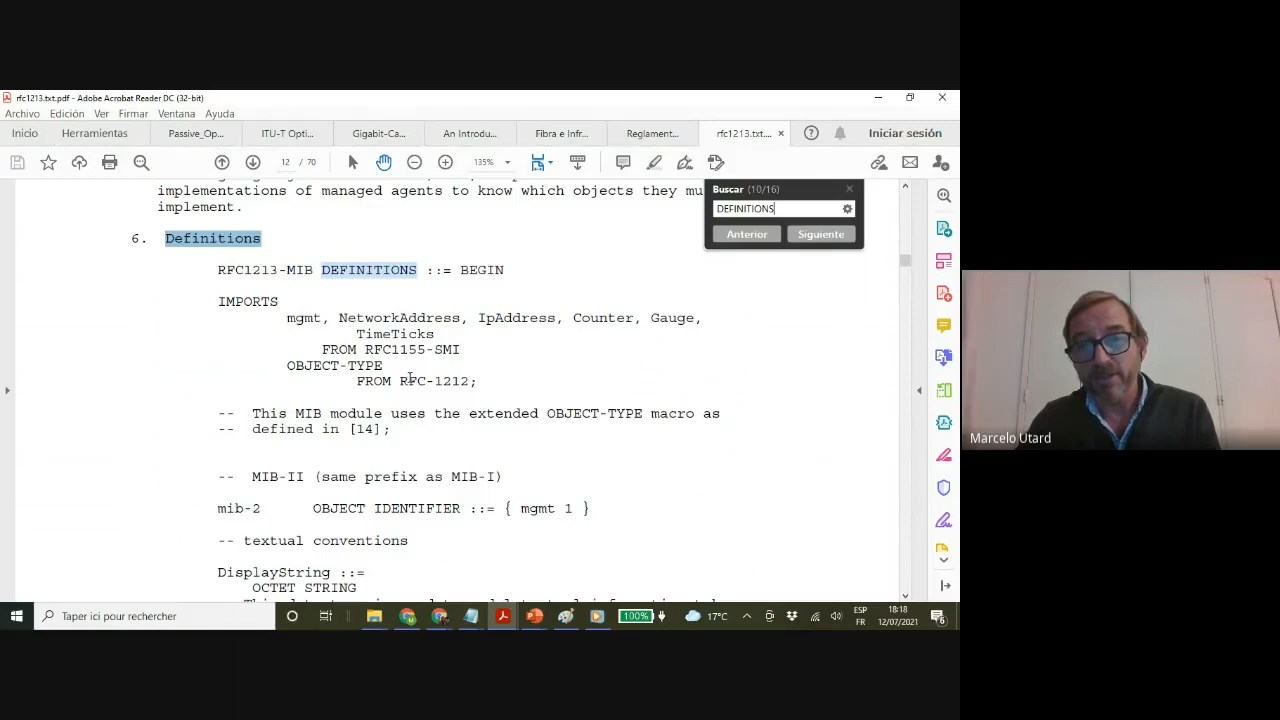 rfc1213.txt.pdf - Adobe Acrobat Reader DC (32-bit)
Archivo Edición Ver Firmar Ventana Ayuda
Inicio Herramientas Passive_Op... ITU-T Opti... Gigabit-Ca... An Introdu... Fibra e Infr... Reglament... rfc1213.txt.... Iniciar sesión
12 / 70 135%
implementations of managed agents to know which objects they mu
implement.
Buscar (10/16)
DEFINITIONS
Anterior Siguiente
6. Definitions
RFC1213-MIB DEFINITIONS ::= BEGIN
IMPORTS
mgmt, NetworkAddress, IpAddress, Counter, Gauge,
TimeTicks
FROM RFC1155-SMI
OBJECT-TYPE
FROM RFC-1212;
-- This MIB module uses the extended OBJECT-TYPE macro as
-- defined in [14];
-- MIB-II (same prefix as MIB-I)
mib-2 OBJECT IDENTIFIER ::= { mgmt 1 }
-- textual conventions
DisplayString ::=
OCTET STRING
Marcelo Utard
Taper ici pour rechercher
100% 17°C ESP 18:18
FR 12/07/2021 6